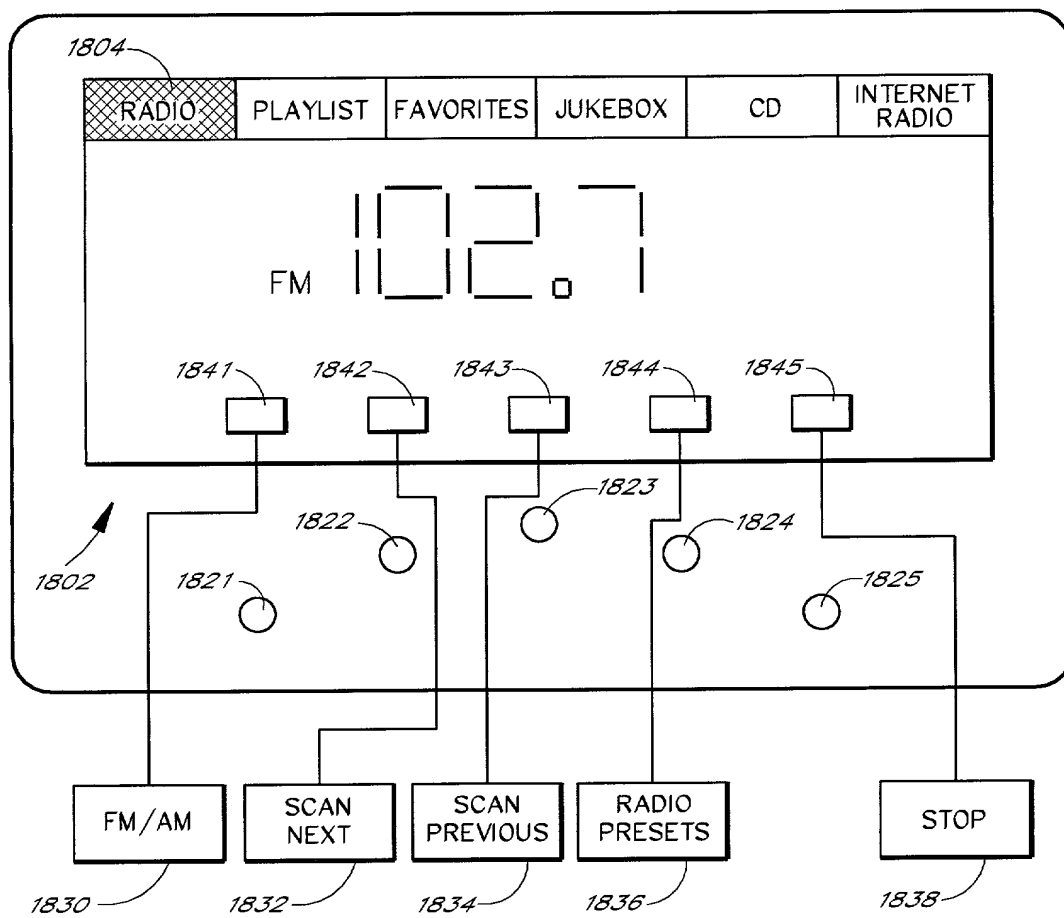 1804
RADIO PLAYLIST FAVORITES JUKEBOX CD INTERNET RADIO
FM 102.7
1841 1842 1843 1844 1845
1823
1822 1824
1802 1821 1825
FM/AM
SCAN NEXT
SCAN PREVIOUS
RADIO PRESETS
STOP
1830 1832 1834 1836 1838